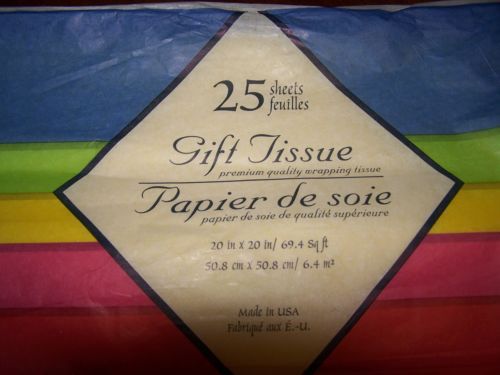 25 sheets
feuilles
Gift Tissue
premium quality wrapping tissue
Papier de soie
papier de soie de qualité supérieure
20 in x 20 in/ 69.4 Sq ft
50.8 cm x 50.8 cm/ 6.4 m²
Made in USA
Fabriqué aux É.-U.